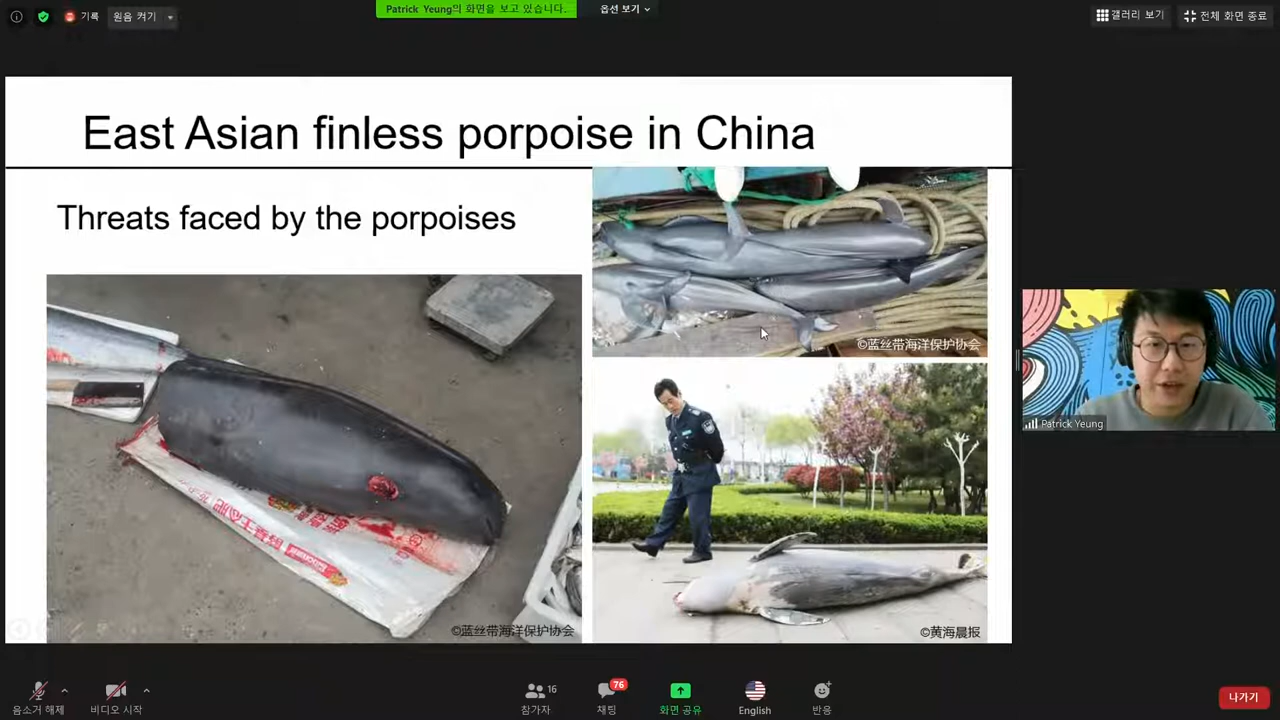 기록
원음 켜기
Patrick Yeung의 화면을 보고 있습니다.
옵션 보기
갤러리 보기
전체 화면 종료
East Asian finless porpoise in China
Threats faced by the porpoises
©蓝丝带海洋保护协会
©蓝丝带海洋保护协会
©黄海晨报
Patrick Yeung
음소거 해제
비디오 시작
16
참가자
76
채팅
화면 공유
English
반응
나가기